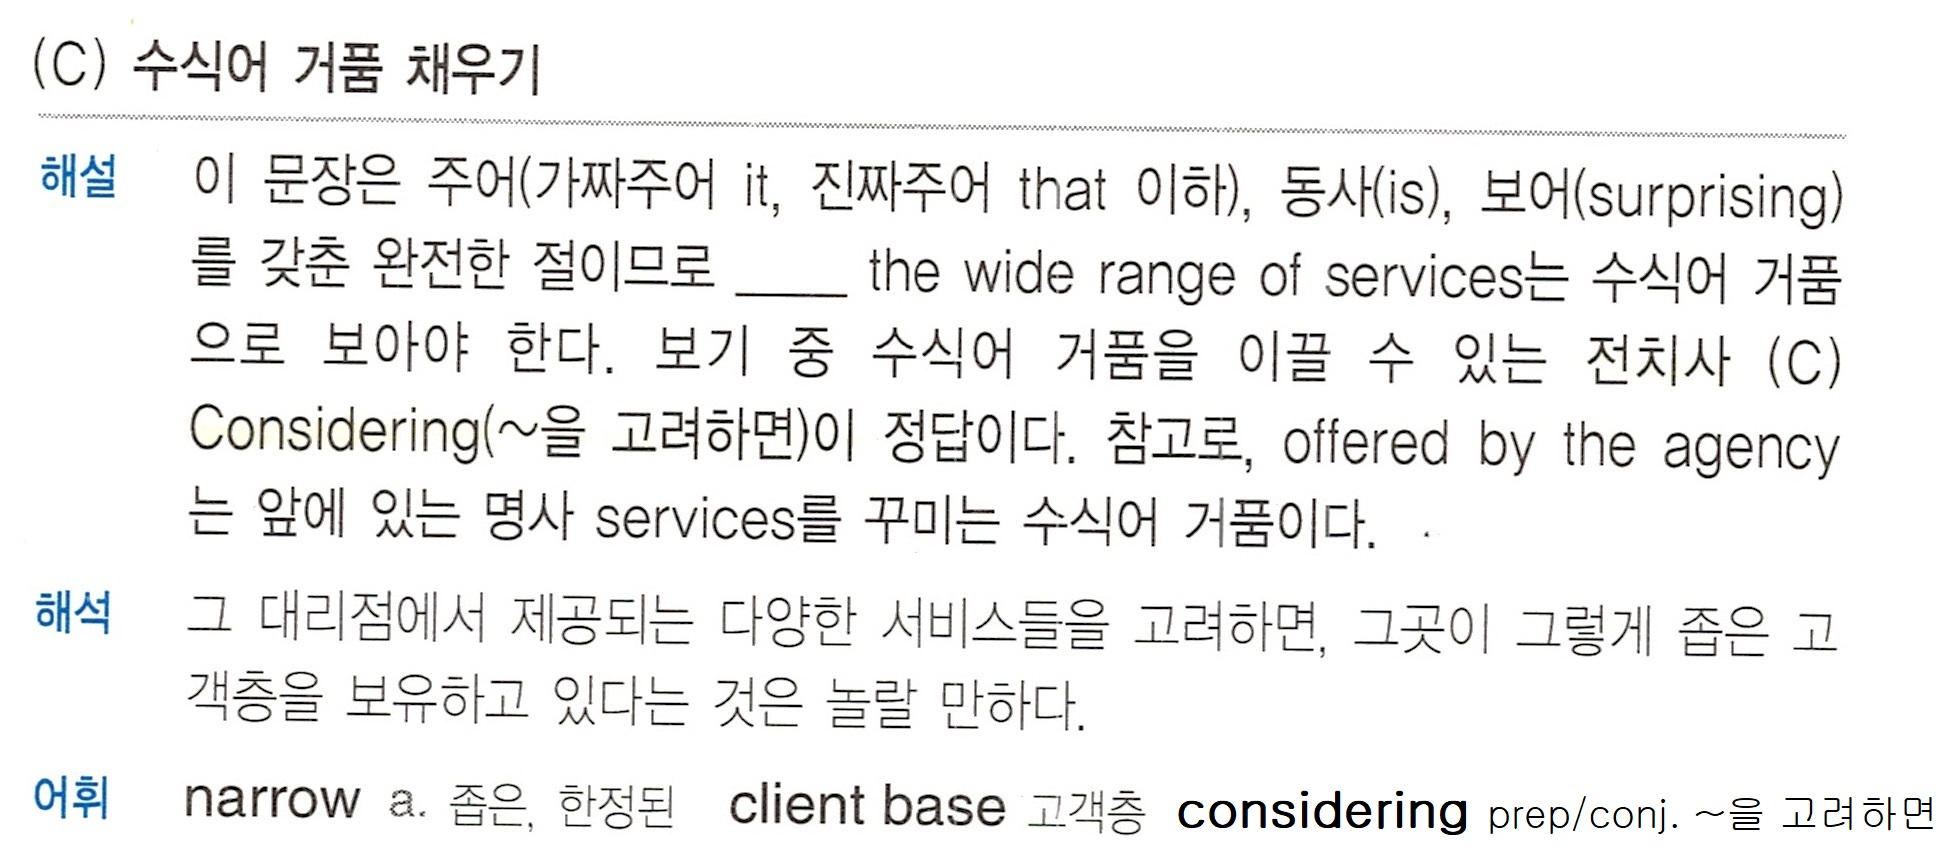 (C) 수식어 거품 채우기
해설 이 문장은 주어(가짜주어 it, 진짜주어 that 이하), 동사(is), 보어(surprising)
를 갖춘 완전한 절이므로 ____ the wide range of services는 수식어 거품
으로 보아야 한다. 보기 중 수식어 거품을 이끌 수 있는 전치사 (C)
Considering(~을 고려하면)이 정답이다. 참고로, offered by the agency
는 앞에 있는 명사 services를 꾸미는 수식어 거품이다.
해석 그 대리점에서 제공되는 다양한 서비스들을 고려하면, 그곳이 그렇게 좁은 고
객층을 보유하고 있다는 것은 놀랄 만하다.
어휘 narrow a. 좁은, 한정된 client base 고객층 considering prep/conj. ~을 고려하면